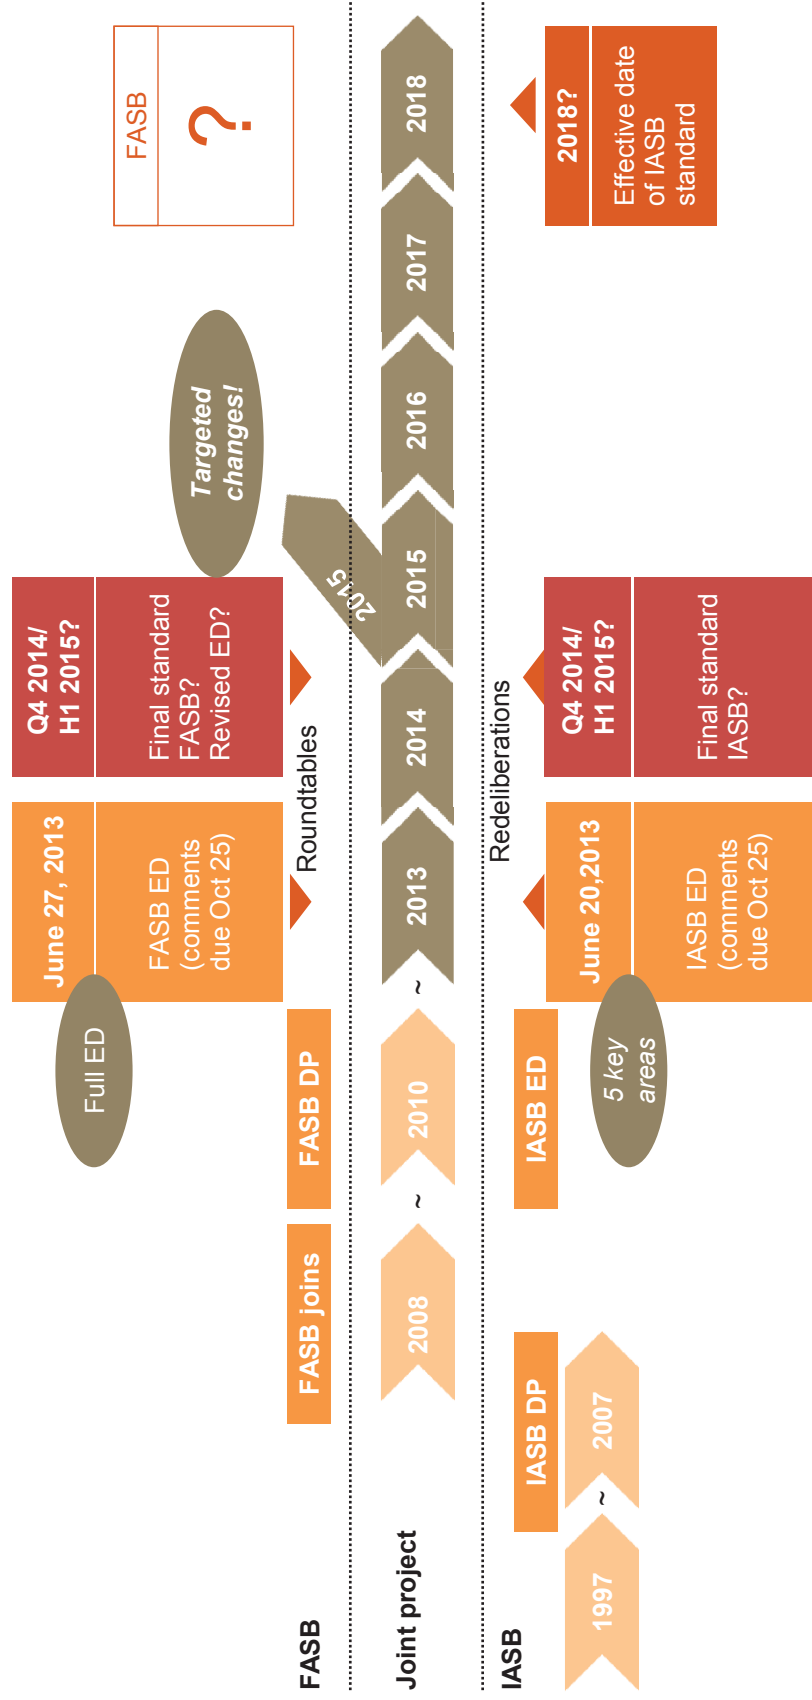 FASB
FASB joins
FASB DP
Full ED
June 27, 2013
FASB ED
(comments
due Oct 25)
Q4 2014/
H1 2015?
Final standard
FASB?
Revised ED?
Targeted
changes!
FASB
?
Roundtables
Joint project
2008
~
2010
~
2013
2014
2015
2015
2016
2017
2018
Redeliberations
IASB
1997
~
2007
IASB DP
IASB ED
5 key
areas
June 20,2013
IASB ED
(comments
due Oct 25)
Q4 2014/
H1 2015?
Final standard
IASB?
2018?
Effective date
of IASB
standard